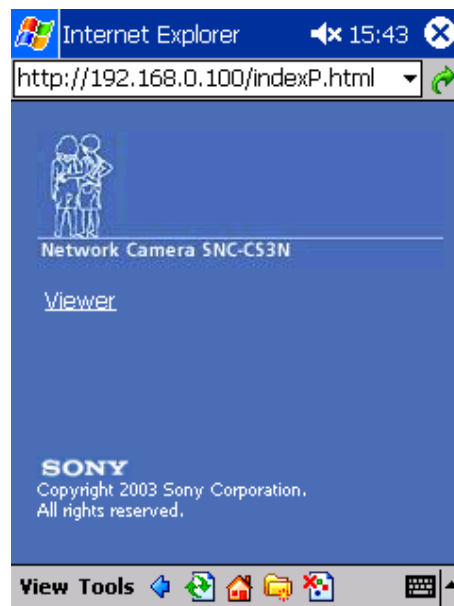 Internet Explorer 15:43
http://192.168.0.100/indexP.html
Network Camera SNC-CS3N
Viewer
SONY
Copyright 2003 Sony Corporation.
All rights reserved.
View Tools